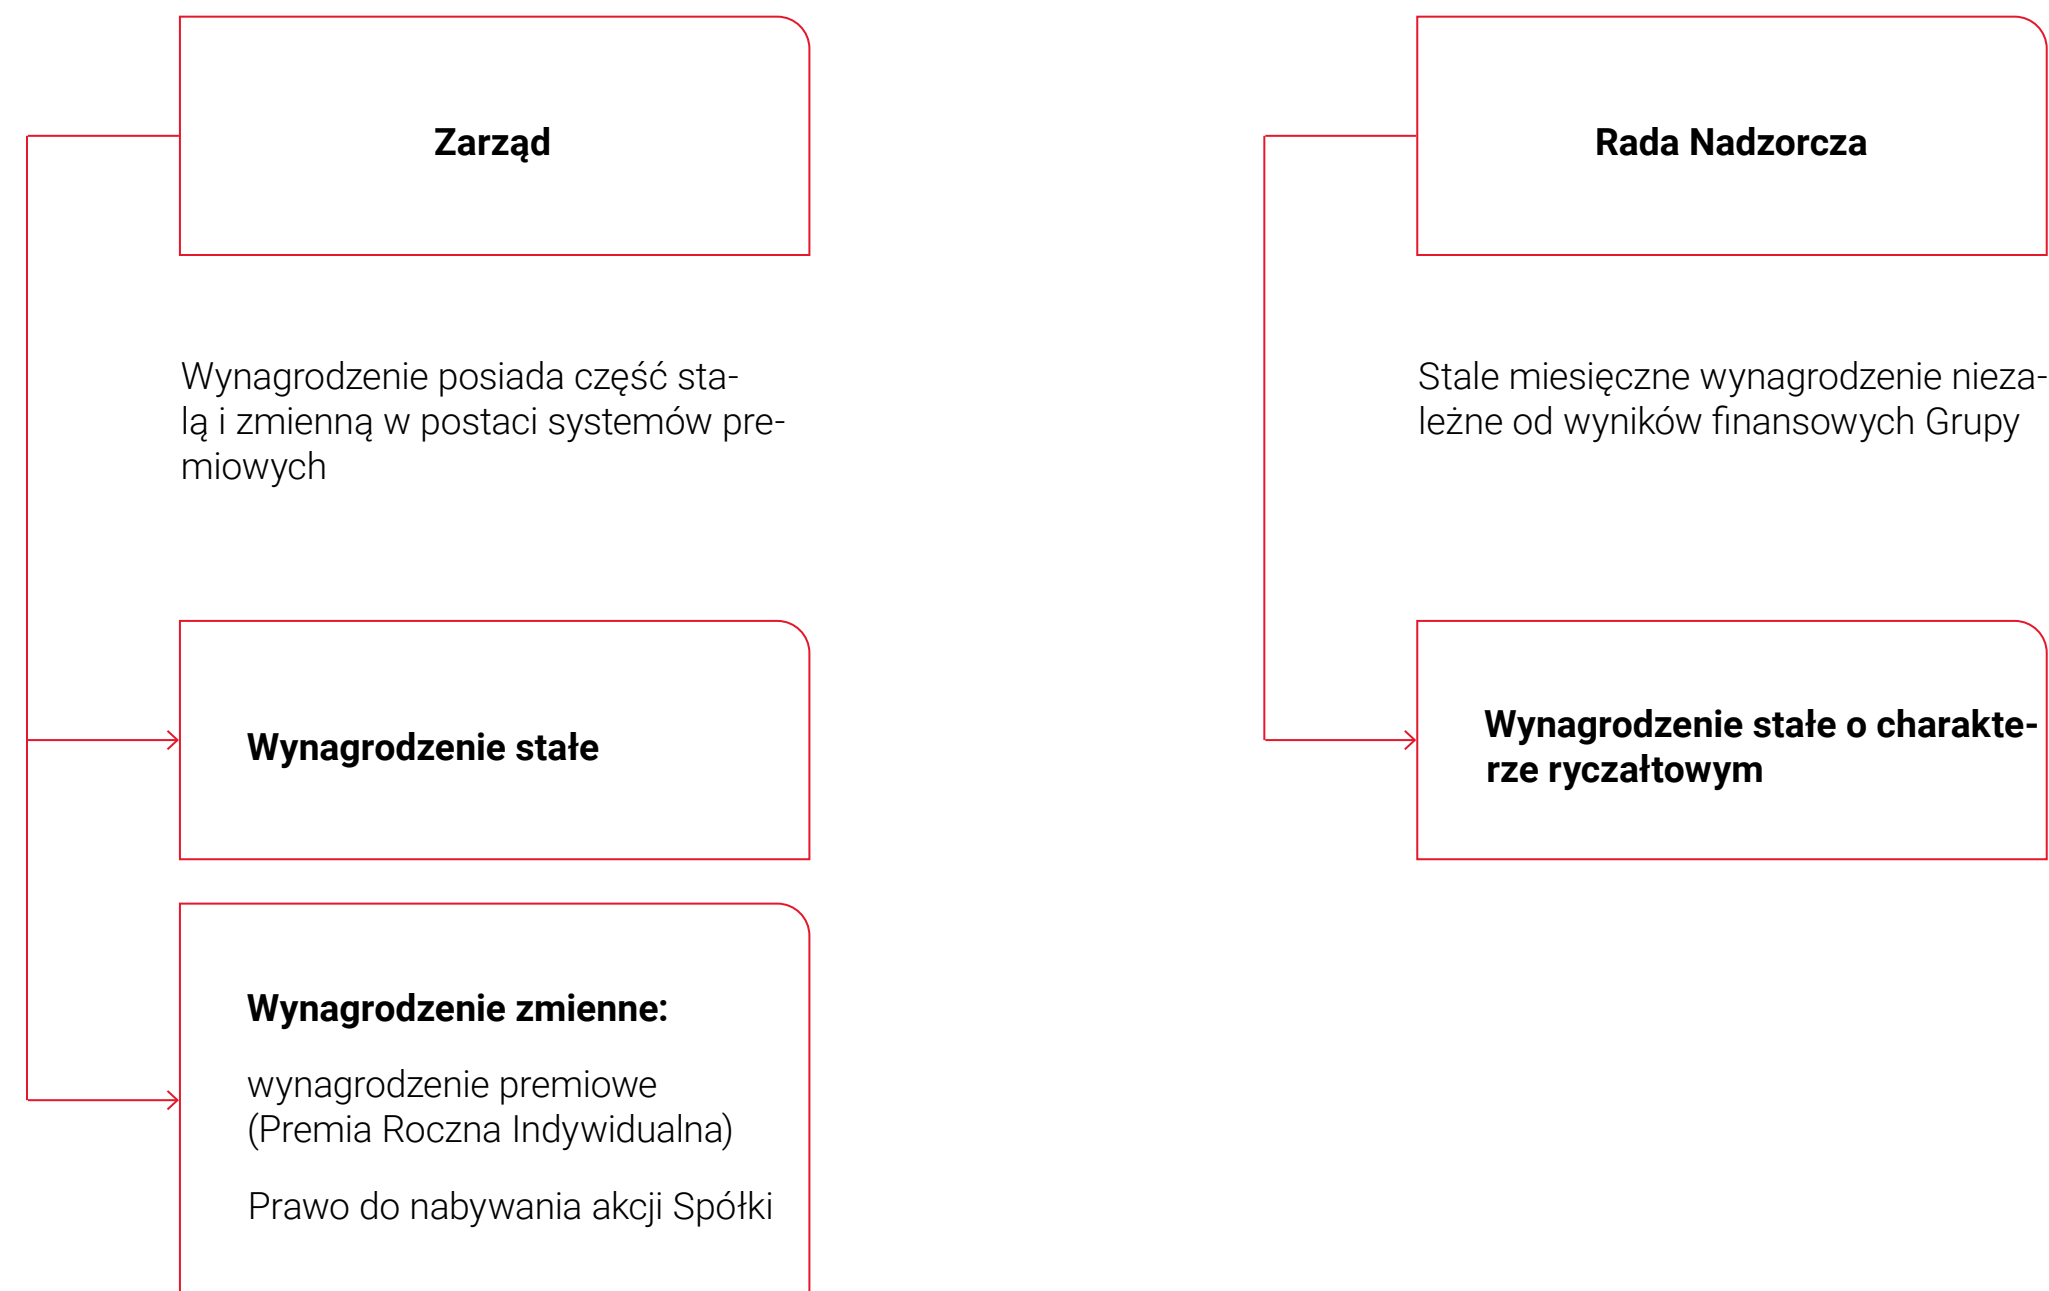 Zarząd
Wynagrodzenie posiada część sta-
lą i zmienną w postaci systemów pre-
miowych
Wynagrodzenie stałe
Wynagrodzenie zmienne:
wynagrodzenie premiowe
(Premia Roczna Indywidualna)
Prawo do nabywania akcji Spółki
Rada Nadzorcza
Stale miesięczne wynagrodzenie nieza-
leżne od wyników finansowych Grupy
Wynagrodzenie stałe o charakte-
rze ryczałtowym